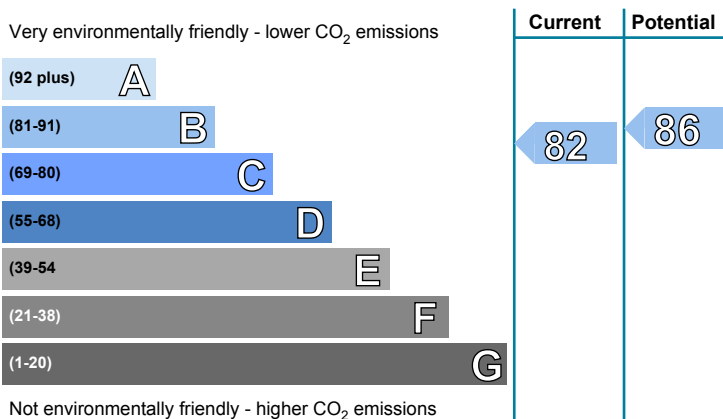 Very environmentally friendly - lower CO2 emissions
Current
Potential
(92 plus) A
(81-91) B
(69-80) C
(55-68) D
(39-54 E
(21-38) F
(1-20) G
82
86
Not environmentally friendly - higher CO2 emissions